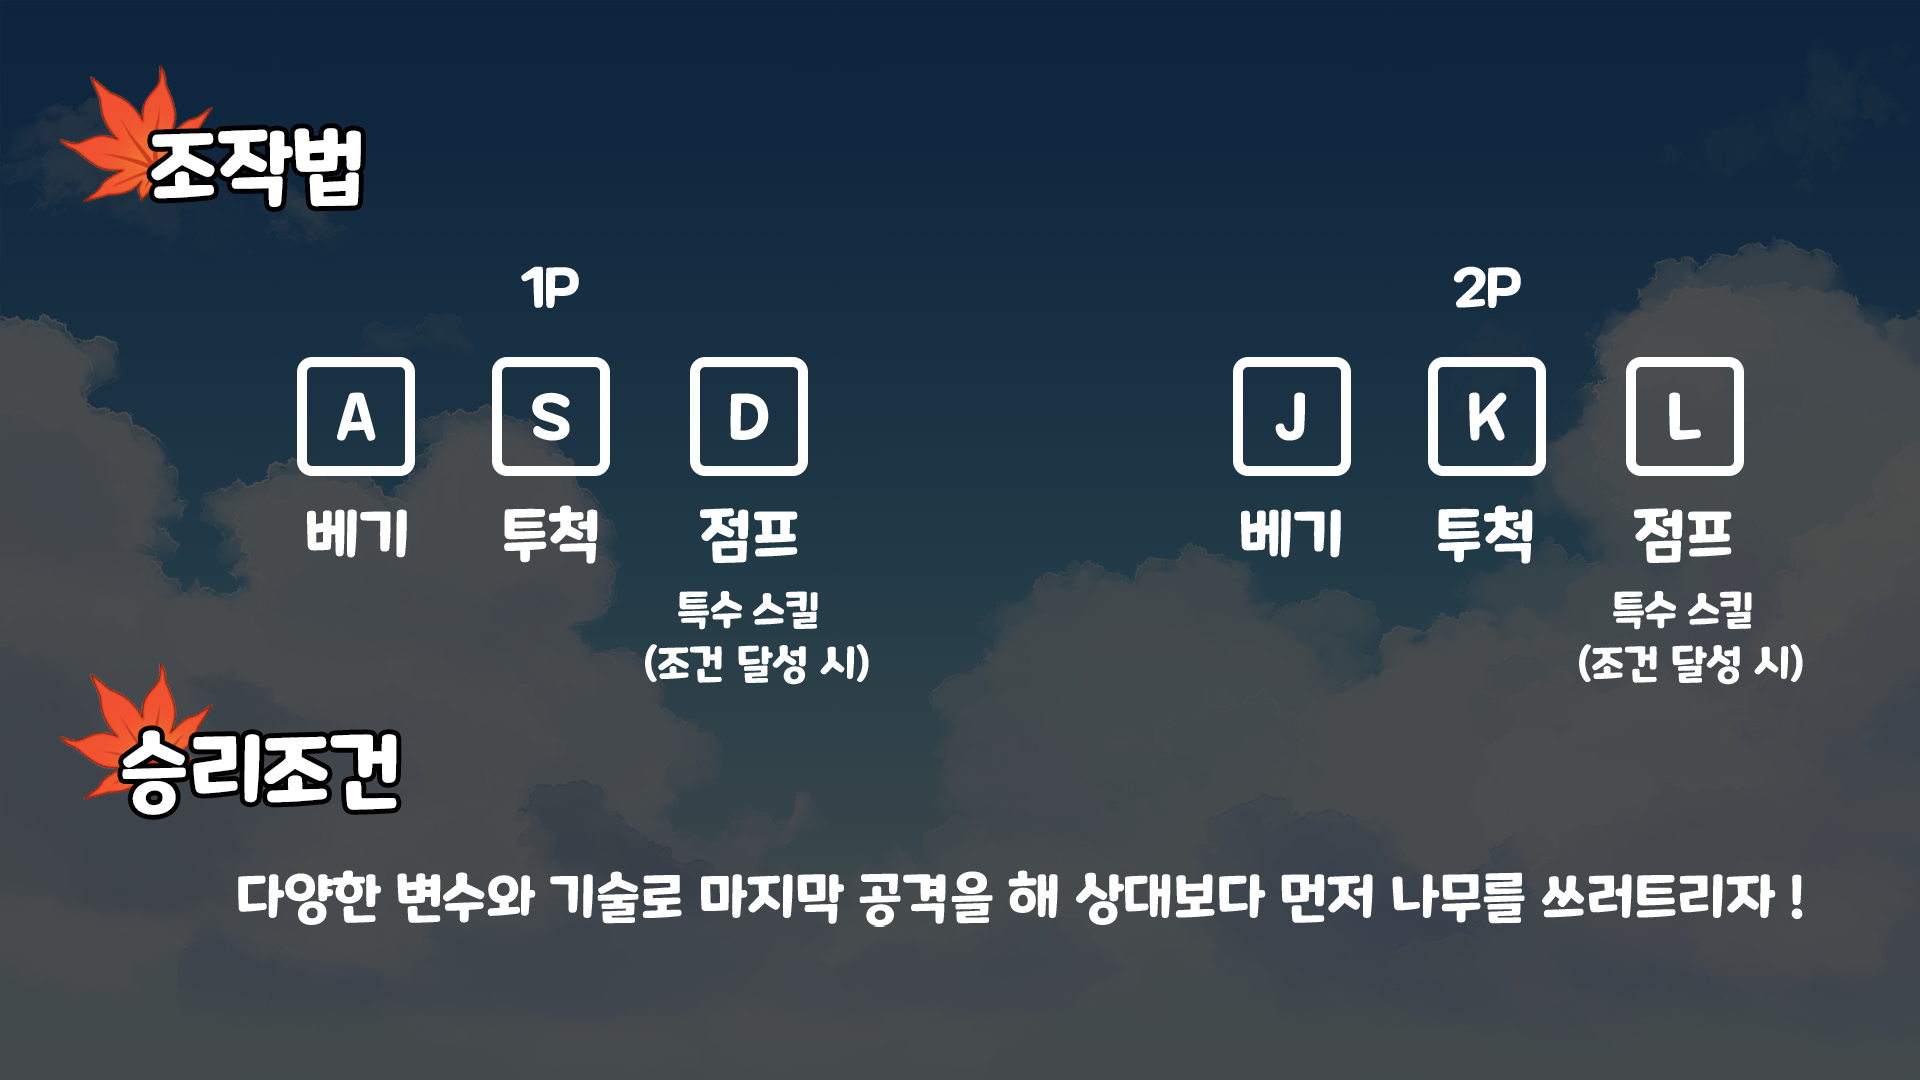 조작법
1P
2P
A S D
J K L
베기 투척 점프
베기 투척 점프
특수 스킬
(조건 달성 시)
특수 스킬
(조건 달성 시)
승리조건
다양한 변수와 기술로 마지막 공격을 해 상대보다 먼저 나무를 쓰러트리자 !